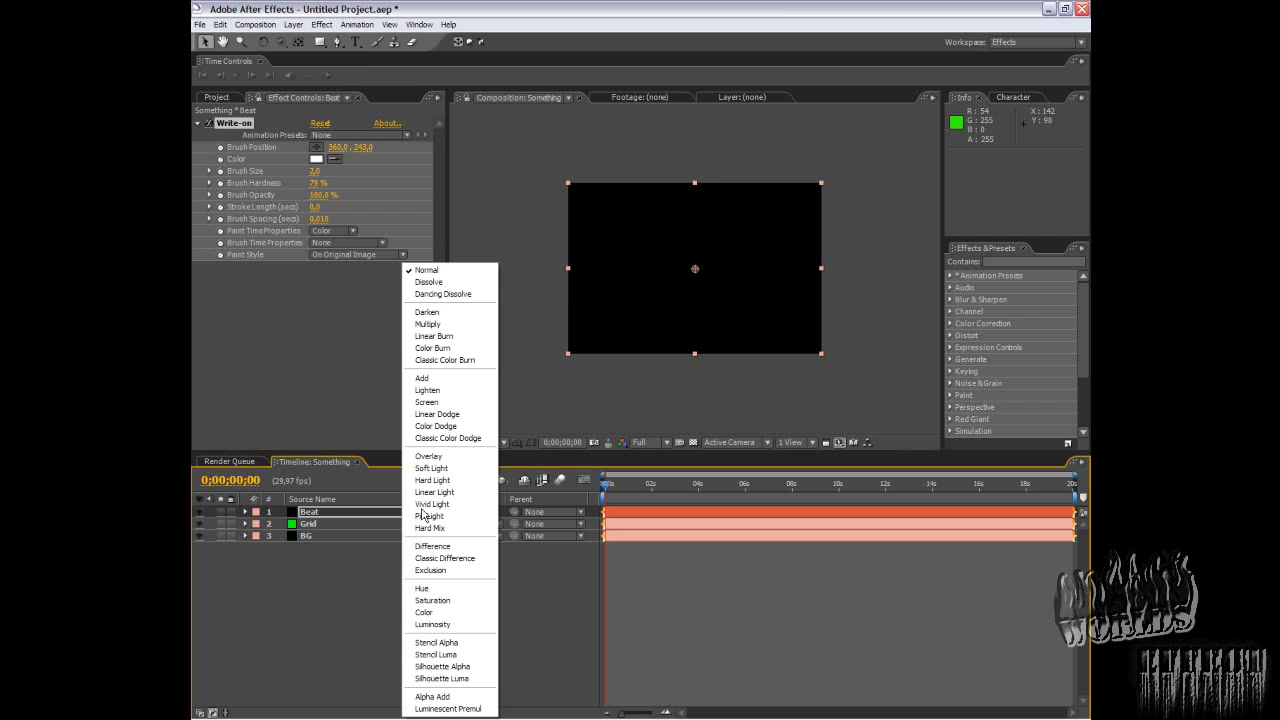 Adobe After Effects - Untitled Project.aep *
File Edit Composition Layer Effect Animation View Window Help
Workspace: Effects
Time Controls
Project
Effect Controls: Beat
Composition: Something
Footage: (none)
Layer: (none)
Info
Character
Something * Beat
Write-on Reset About..
Animation Presets: None
Brush Position 360,0 , 243,0
Color
Brush Size 2,0
Brush Hardness 79 %
Brush Opacity 100,0 %
Stroke Length (secs) 0,0
Brush Spacing (secs) 0,010
Paint Time Properties Color
Brush Time Properties None
Paint Style On Original Image
R : 54
G : 255
B : 0
A : 255
X : 142
Y : 98
Effects & Presets
Contains:
* Animation Presets
Audio
Blur & Sharpen
Channel
Color Correction
Distort
Expression Controls
Generate
Keying
Noise & Grain
Paint
Perspective
Red Giant
Simulation
Normal
Dissolve
Dancing Dissolve
Darken
Multiply
Linear Burn
Color Burn
Classic Color Burn
Add
Lighten
Screen
Linear Dodge
Color Dodge
Classic Color Dodge
Overlay
Soft Light
Hard Light
Linear Light
Vivid Light
Pin Light
Hard Mix
Difference
Classic Difference
Exclusion
Hue
Saturation
Color
Luminosity
Stencil Alpha
Stencil Luma
Silhouette Alpha
Silhouette Luma
Alpha Add
Luminescent Premul
0;00;00;00 Full Active Camera 1 View
Render Queue
Timeline: Something
0;00;00;00 (29,97 fps)
# Source Name Parent
1 Beat None
2 Grid None
3 BG None
00s 02s 04s 06s 08s 10s 12s 14s 16s 18s 20s
WORLDS